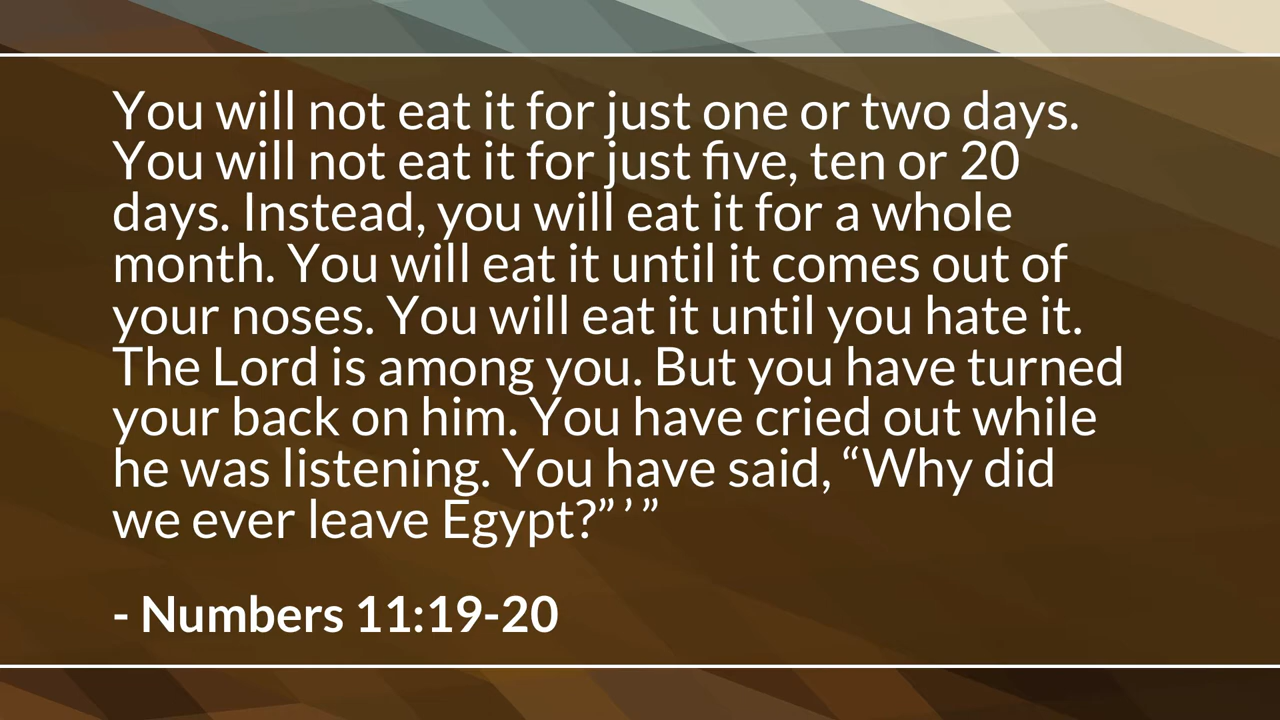 You will not eat it for just one or two days.
You will not eat it for just five, ten or 20
days. Instead, you will eat it for a whole
month. You will eat it until it comes out of
your noses. You will eat it until you hate it.
The Lord is among you. But you have turned
your back on him. You have cried out while
he was listening. You have said, “Why did
we ever leave Egypt?” ’ ”
- Numbers 11:19-20